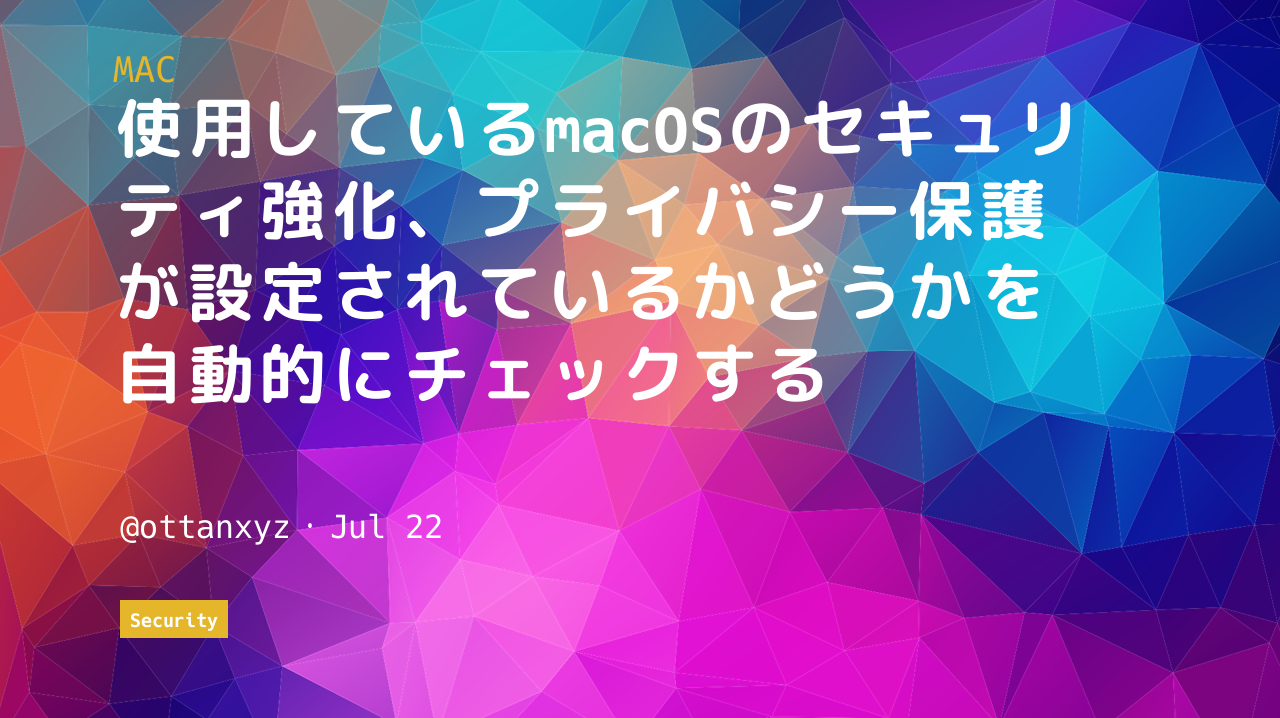 MAC
使用しているmacOSのセキュリ
ティ強化、プライバシー保護
が設定されているかどうかを
自動的にチェックする
@ottanxyz · Jul 22
Security